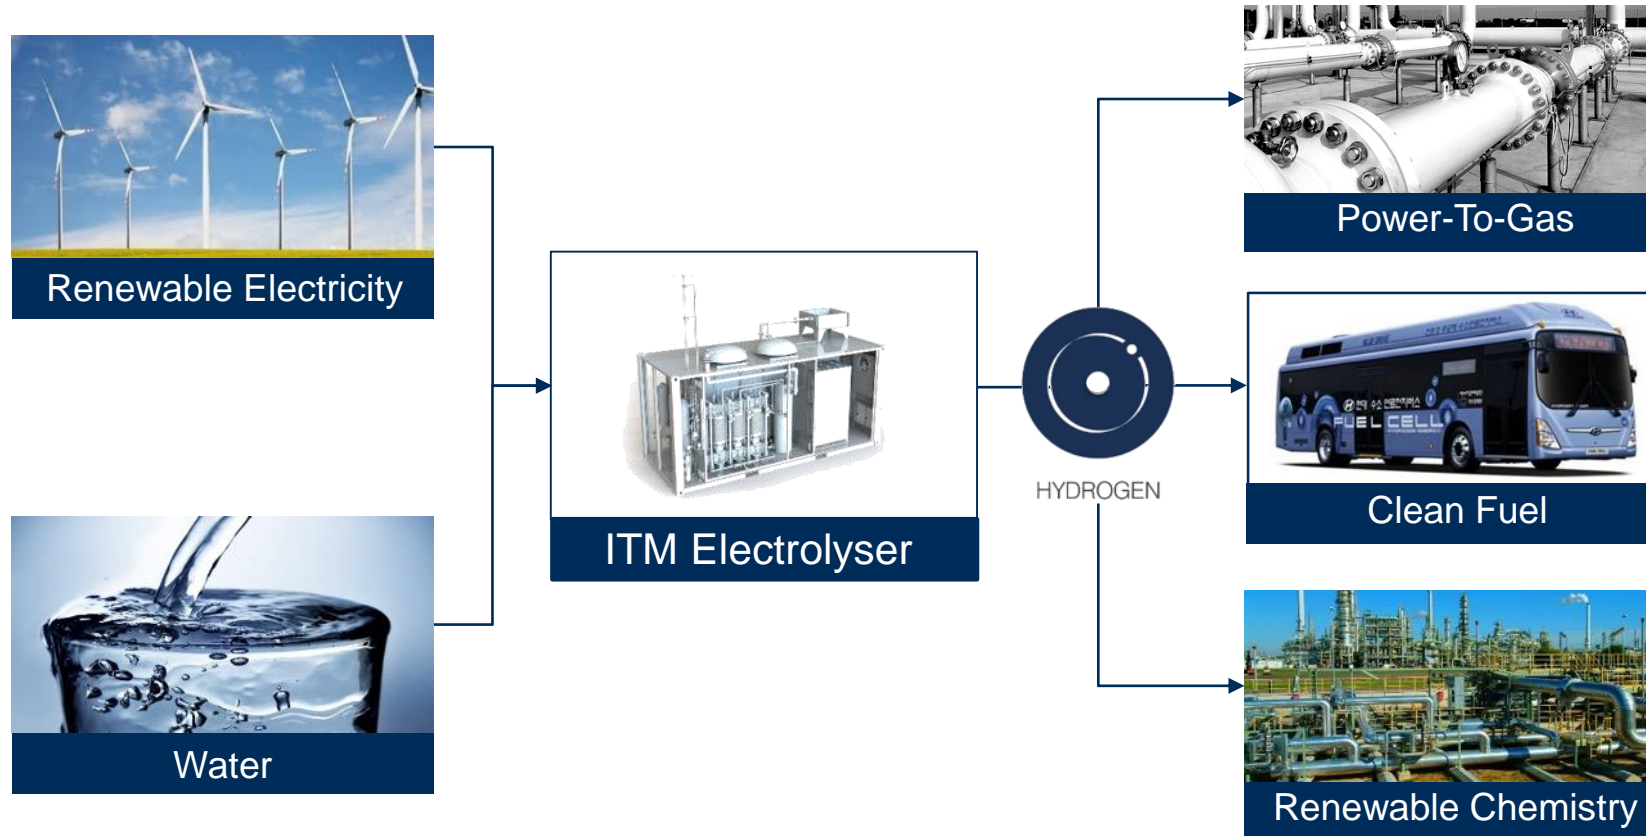 Renewable Electricity
Water
ITM Electrolyser
HYDROGEN
Power-To-Gas
FUEL CELL
Clean Fuel
Renewable Chemistry